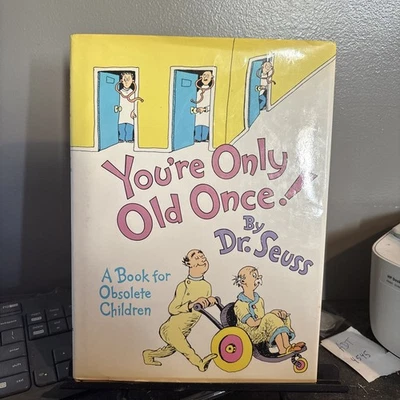 You're Only
Old Once!
By
Dr. Seuss
A Book for
Obsolete
Children